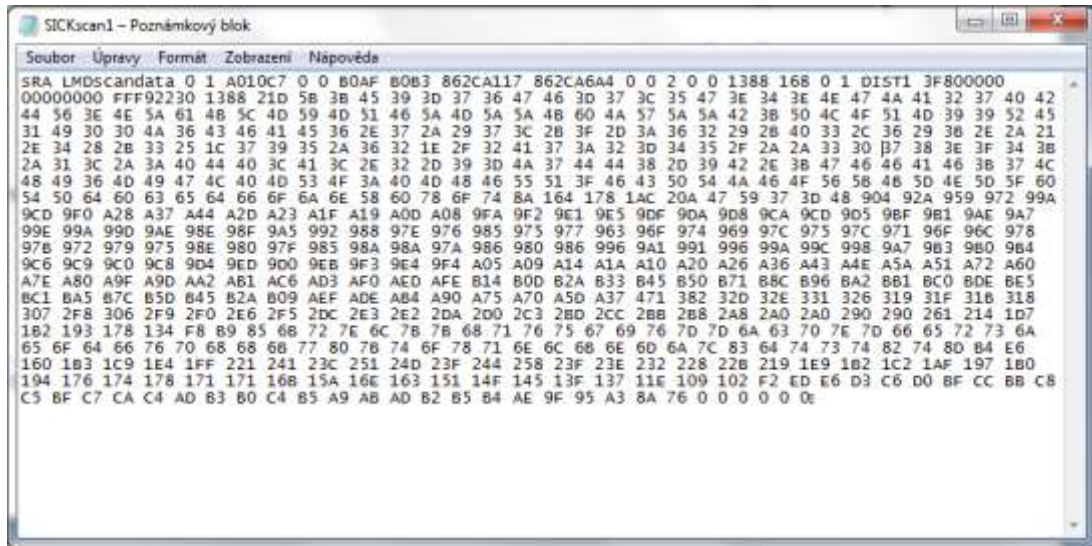 SICKscan1 – Poznámkový blok
Soubor Úpravy Formát Zobrazení Nápověda
SRA LMDscandata 0 1 A010C7 0 0 B0AF B0B3 862CA117 862CA6A4 0 0 2 0 0 1388 168 0 1 DIST1 3F800000
00000000 FFF92230 1388 21D 5B 3B 45 39 3D 37 36 47 46 3D 37 3C 35 47 3E 34 3E 4E 47 4A 41 32 37 40 42
44 56 3E 4E 5A 61 4B 5C 4D 59 4D 51 46 5A 4D 5A 5A 4B 60 4A 57 5A 5A 42 3B 50 4C 4F 51 4D 39 39 52 45
31 49 30 30 4A 36 43 46 41 45 36 2E 37 2A 29 37 3C 2B 3F 2D 3A 36 32 29 2B 40 33 2C 36 29 3B 2E 2A 21
2E 34 28 2B 33 25 1C 37 39 35 2A 36 32 1E 2F 32 41 37 3A 32 3D 34 35 2F 2A 2A 33 30 37 38 3E 3F 34 3B
2A 31 3C 2A 3A 40 44 40 3C 41 3C 2E 32 2D 39 3D 4A 37 44 44 38 2D 39 42 2E 3B 47 46 46 41 46 3B 37 4C
48 49 36 4D 49 47 4C 40 4D 53 4F 3A 40 4D 48 46 55 51 3F 46 43 50 54 4A 46 4F 56 5B 4B 5D 4E 5D 5F 60
54 50 64 60 63 65 64 66 6F 6A 6E 58 60 78 6F 74 8A 164 178 1AC 20A 47 59 37 3D 48 904 92A 959 972 99A
9CD 9F0 A28 A37 A44 A2D A23 A1F A19 A0D A08 9FA 9F2 9E1 9E5 9DF 9DA 9D8 9CA 9CD 9D5 9BF 9B1 9AE 9A7
99E 99A 99D 9AE 98E 98F 9A5 992 988 97E 976 985 975 977 963 96F 974 969 97C 975 97C 971 96F 96C 978
97B 972 979 975 98E 980 97F 985 98A 98A 97A 986 980 986 996 9A1 991 996 99A 99C 998 9A7 9B3 9B0 9B4
9C6 9C9 9C0 9C8 9D4 9ED 9D0 9EB 9F3 9E4 9F4 A05 A09 A14 A1A A10 A20 A26 A36 A43 A4E A5A A51 A72 A60
A7E A80 A9F A9D AA2 AB1 AC6 AD3 AF0 AED AFE B14 B0D B2A B33 B45 B50 B71 B8C B96 BA2 BB1 BC0 BDE BE5
BC1 BA5 B7C B5D B45 B2A B09 AEF ADE AB4 A90 A75 A70 A5D A37 471 382 32D 32E 331 326 319 31F 31B 318
307 2F8 306 2F9 2F0 2E6 2F5 2DC 2E3 2E2 2DA 2D0 2C3 2BD 2CC 2BB 2B8 2A8 2A0 2A0 290 290 261 214 1D7
1B2 193 178 134 F8 B9 85 6B 72 7E 6C 7B 7B 68 71 76 75 67 69 76 7D 7D 6A 63 70 7E 7D 66 65 72 73 6A
65 6F 64 66 76 70 68 68 6B 77 80 7B 74 6F 78 71 6E 6C 6B 6E 6D 6A 7C 83 64 74 73 74 82 74 8D B4 E6
160 1B3 1C9 1E4 1FF 221 241 23C 251 24D 23F 244 258 23F 23E 232 228 22B 219 1E9 1B2 1C2 1AF 197 1B0
194 176 174 178 171 171 16B 15A 16E 163 151 14F 145 13F 137 11E 109 102 F2 ED E6 D3 C6 D0 BF CC BB C8
C5 BF C7 CA C4 AD B3 B0 C4 B5 A9 AB AD B2 B5 B4 AE 9F 95 A3 8A 76 0 0 0 0 0 0